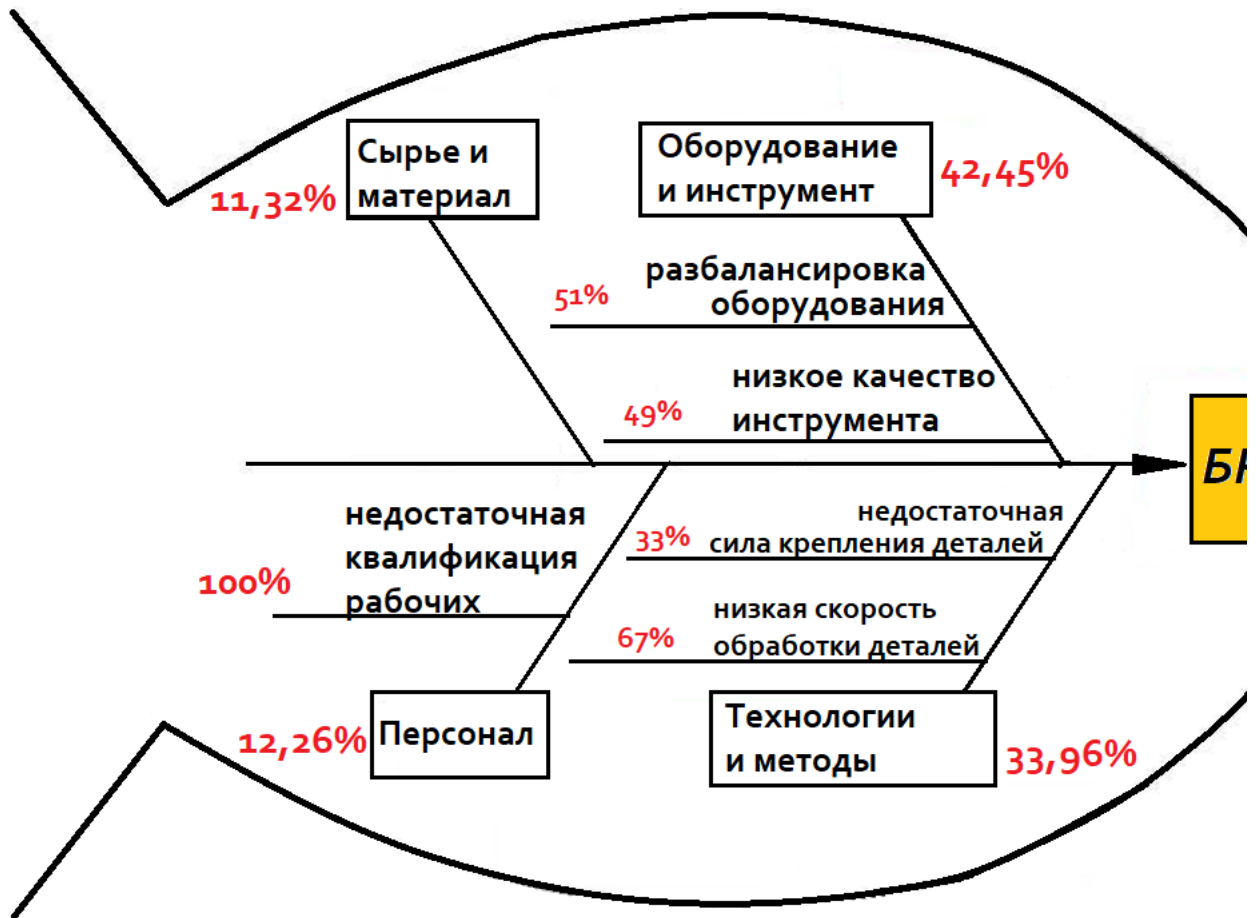 Сырье и
материал
11,32%
Оборудование
и инструмент
42,45%
разбалансировка
оборудования
51%
низкое качество
инструмента
49%
недостаточная
квалификация
рабочих
100%
недостаточная
сила крепления деталей
33%
низкая скорость
обработки деталей
67%
Персонал
12,26%
Технологии
и методы
33,96%